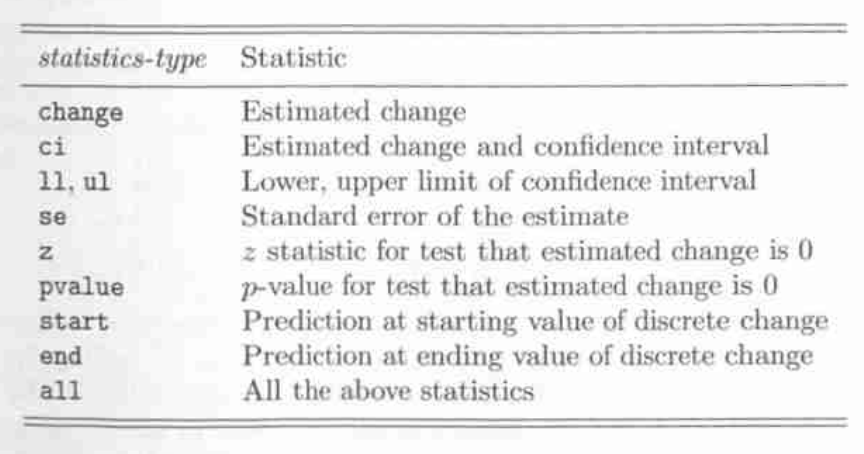 statistics-type Statistic
change Estimated change
ci Estimated change and confidence interval
ll, ul Lower, upper limit of confidence interval
se Standard error of the estimate
z z statistic for test that estimated change is 0
pvalue p-value for test that estimated change is 0
start Prediction at starting value of discrete change
end Prediction at ending value of discrete change
all All the above statistics